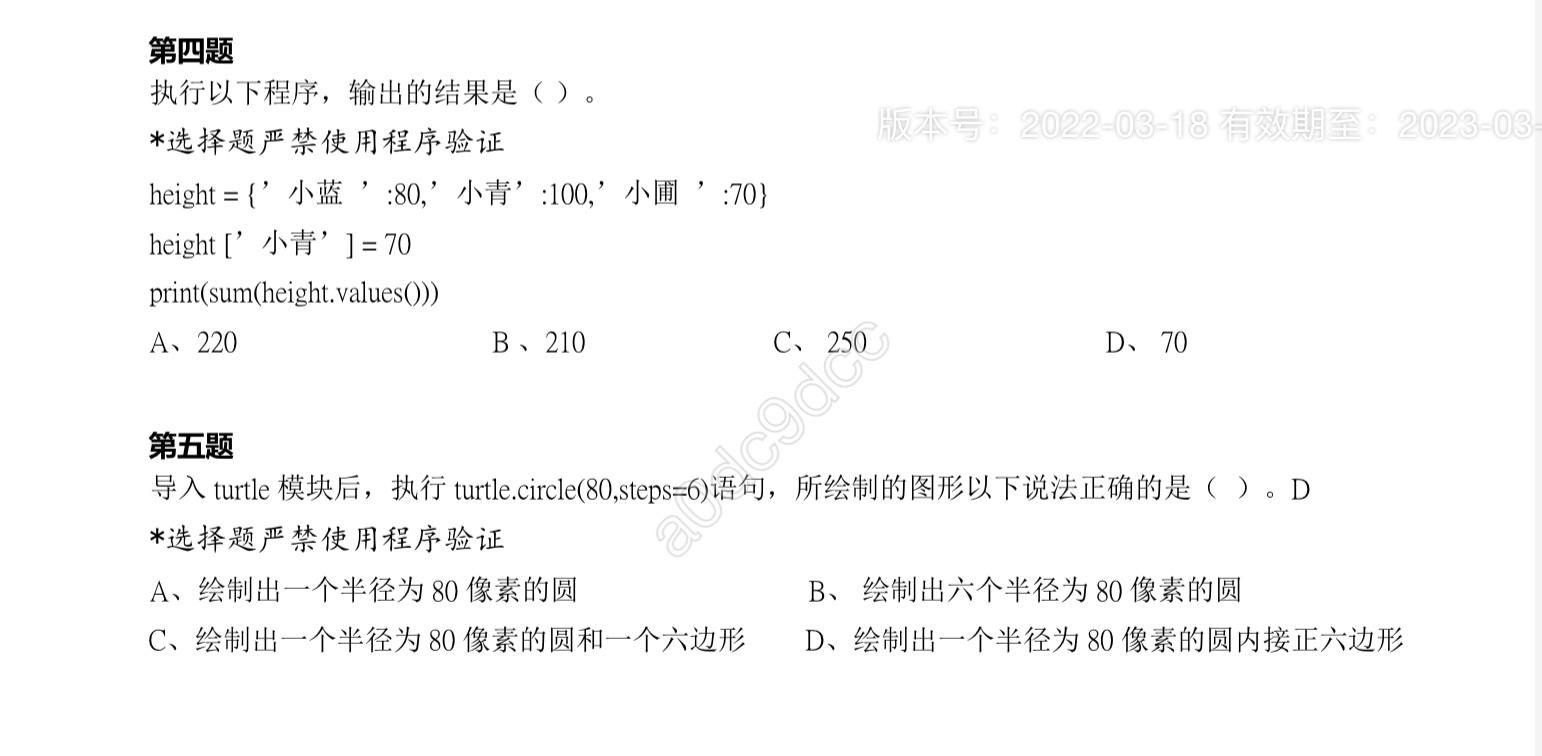 第四题
执行以下程序，输出的结果是（ ）。
版本号：2022-03-18 有效期至：2023-03-
*选择题严禁使用程序验证
height = {’小蓝 ’:80,’小青’:100,’小圃 ’:70}
height [’小青’] = 70
print(sum(height.values()))
A、220 B 、210 C、 250 D、 70
a0dc9dcc
第五题
导入 turtle 模块后，执行 turtle.circle(80,steps=6)语句，所绘制的图形以下说法正确的是（ ）。D
*选择题严禁使用程序验证
A、绘制出一个半径为 80 像素的圆 B、 绘制出六个半径为 80 像素的圆
C、绘制出一个半径为 80 像素的圆和一个六边形 D、绘制出一个半径为 80 像素的圆内接正六边形